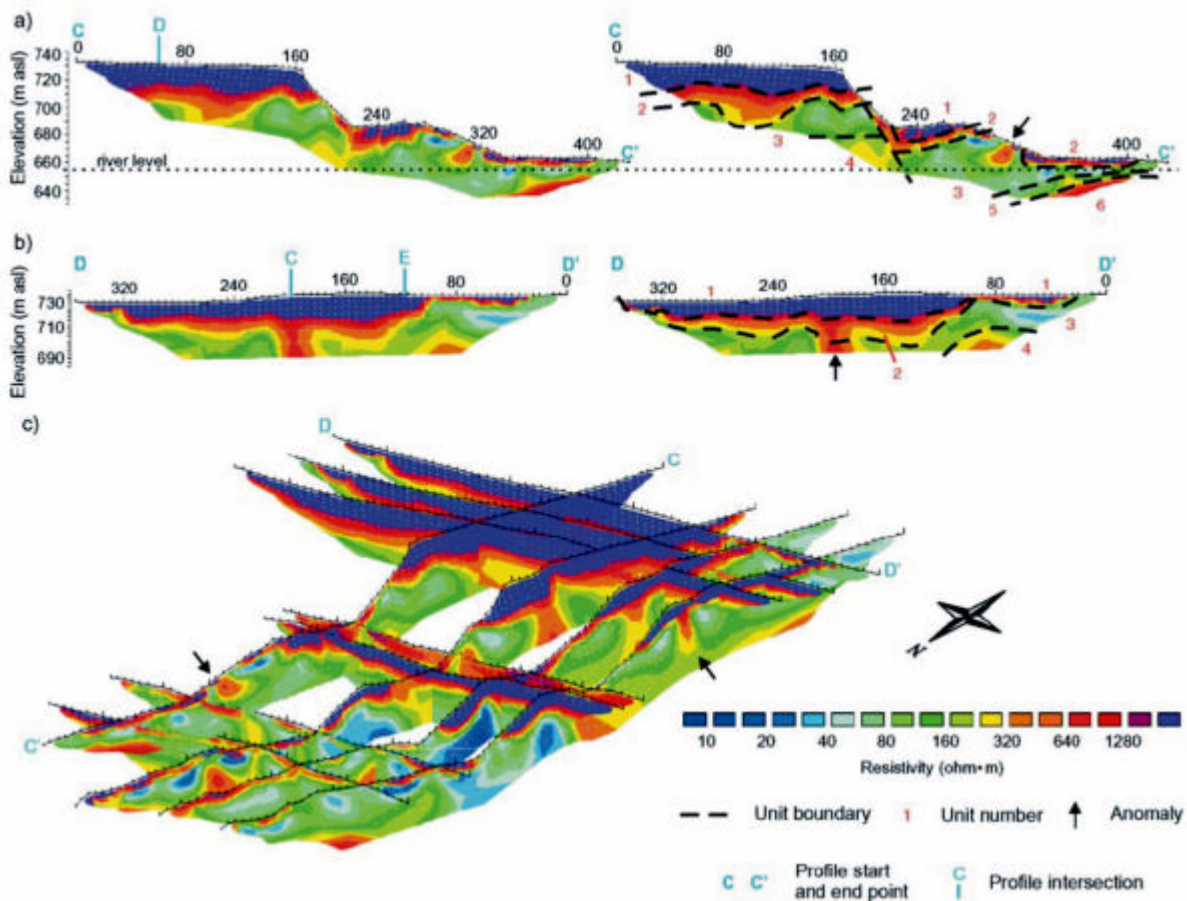 a)
C D
0 80 160 240 320 400 C'
Elevation (m asl)
740
720
700
680
660
640
river level
C
0 80 160 240 320 400 C'
1 2 3 4 1 2 3 2 5 6
b)
D C E D'
320 240 160 80 0
Elevation (m asl)
730
710
690
D D'
320 240 160 80 0
1 2 1 3 4
c)
D
C
D'
C'
N
10 20 40 80 160 320 640 1280
Resistivity (ohm•m)
Unit boundary 1 Unit number Anomaly
C C' Profile start and end point
C Profile intersection